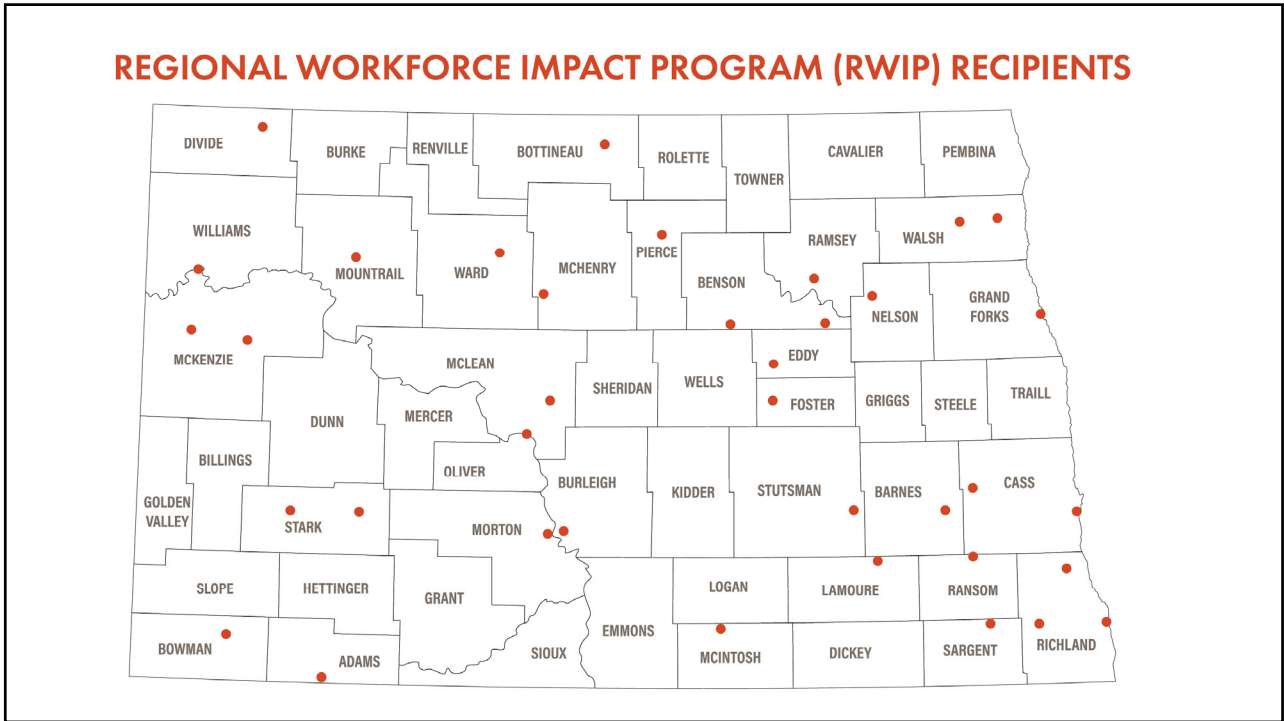 REGIONAL WORKFORCE IMPACT PROGRAM (RWIP) RECIPIENTS
DIVIDE
BURKE
RENVILLE
BOTTINEAU
ROLETTE
TOWNER
CAVALIER
PEMBINA
WILLIAMS
MOUNTRAIL
WARD
MCHENRY
PIERCE
BENSON
RAMSEY
WALSH
NELSON
GRAND
FORKS
MCKENZIE
DUNN
MCLEAN
MERCER
OLIVER
SHERIDAN
WELLS
EDDY
FOSTER
GRIGGS
STEELE
TRAILL
GOLDEN
VALLEY
BILLINGS
STARK
MORTON
BURLEIGH
KIDDER
STUTSMAN
BARNES
CASS
SLOPE
HETTINGER
GRANT
BOWMAN
ADAMS
SIOUX
EMMONS
LOGAN
MCINTOSH
LAMOURE
DICKEY
RANSOM
SARGENT
RICHLAND